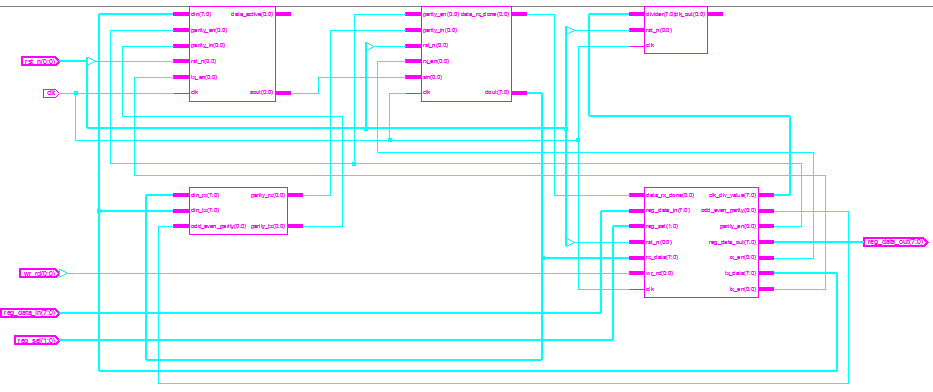 din(7:0) data_active(0:0)
parity_en(0:0)
parity_in(0:0)
rst_n(0:0)
tx_en(0:0)
clk sout(0:0)
parity_en(0:0) data_rx_done(0:0)
parity_in(0:0)
rst_n(0:0)
rx_en(0:0)
sin(0:0)
clk dout(7:0)
divider(7:0) clk_out(0:0)
rst_n(0:0)
clk
rst_n(0:0)
clk
din_rx(7:0) parity_rx(0:0)
din_tx(7:0)
odd_even_parity(0:0) parity_tx(0:0)
data_rx_done(0:0) clk_div_value(7:0)
reg_data_in(7:0) odd_even_parity(0:0)
reg_sel(1:0) parity_en(0:0)
rst_n(0:0) reg_data_out(7:0)
rx_data(7:0) rx_en(0:0)
wr_rd(0:0) tx_data(7:0)
clk tx_en(0:0)
reg_data_out(7:0)
wr_rd(0:0)
reg_data_in(7:0)
reg_sel(1:0)